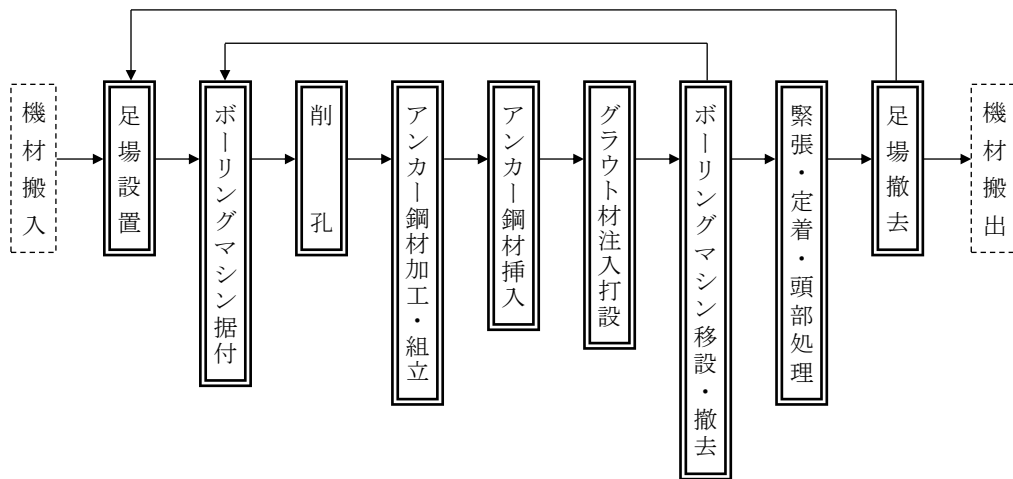 機材搬入
足場設置
ボーリングマシン据付
削孔
アンカー鋼材加工・組立
アンカー鋼材挿入
グラウト材注入打設
ボーリングマシン移設・撤去
緊張・定着・頭部処理
足場撤去
機材搬出